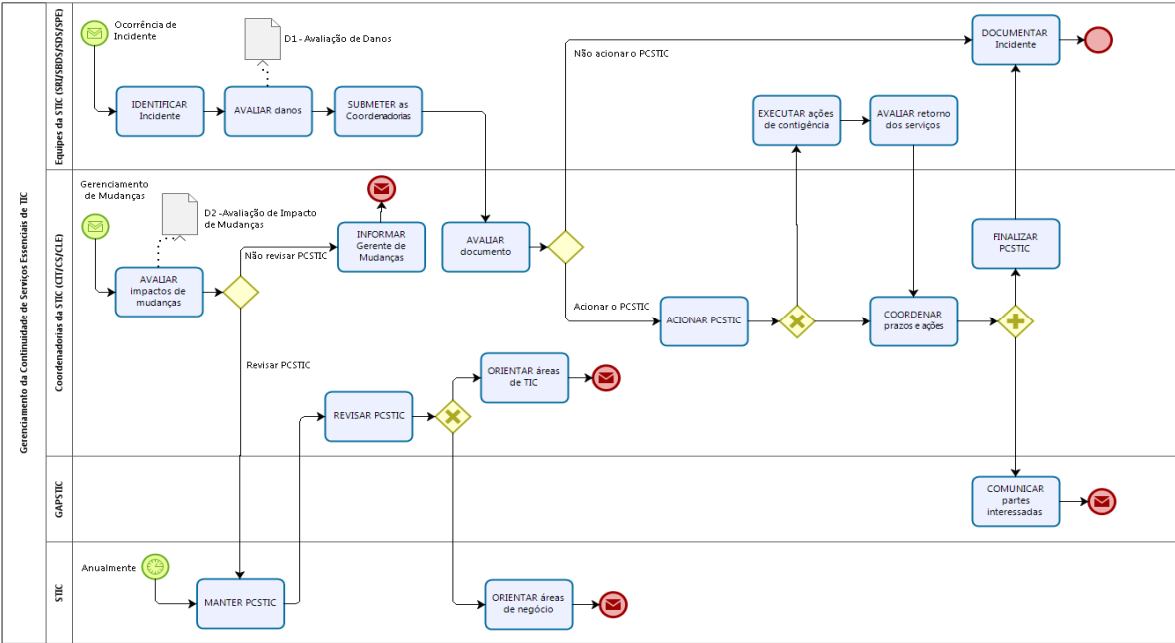 Gerenciamento da Continuidade de Serviços Essenciais de TIC
Equipes da STIC (SRI/SBDS/SDS/SPE)
Ocorrência de
Incidente
D1 - Avaliação de Danos
IDENTIFICAR
Incidente
AVALIAR danos
SUBMETER as
Coordenadorias
Não acionar o PCSTIC
DOCUMENTAR
Incidente
EXECUTAR ações
de contigência
AVALIAR retorno
dos serviços
Coordenadorias da STIC (CIT/CS/CLE)
Gerenciamento
de Mudanças
D2 -Avaliação de Impacto
de Mudanças
AVALIAR
impactos de
mudanças
Não revisar PCSTIC
INFORMAR
Gerente de
Mudanças
AVALIAR
documento
Acionar o PCSTIC
ACIONAR PCSTIC
COORDENAR
prazos e ações
FINALIZAR
PCSTIC
Revisar PCSTIC
REVISAR PCSTIC
ORIENTAR áreas
de TIC
GAPSTIC
COMUNICAR
partes
interessadas
STIC
Anualmente
MANTER PCSTIC
ORIENTAR áreas
de negócio